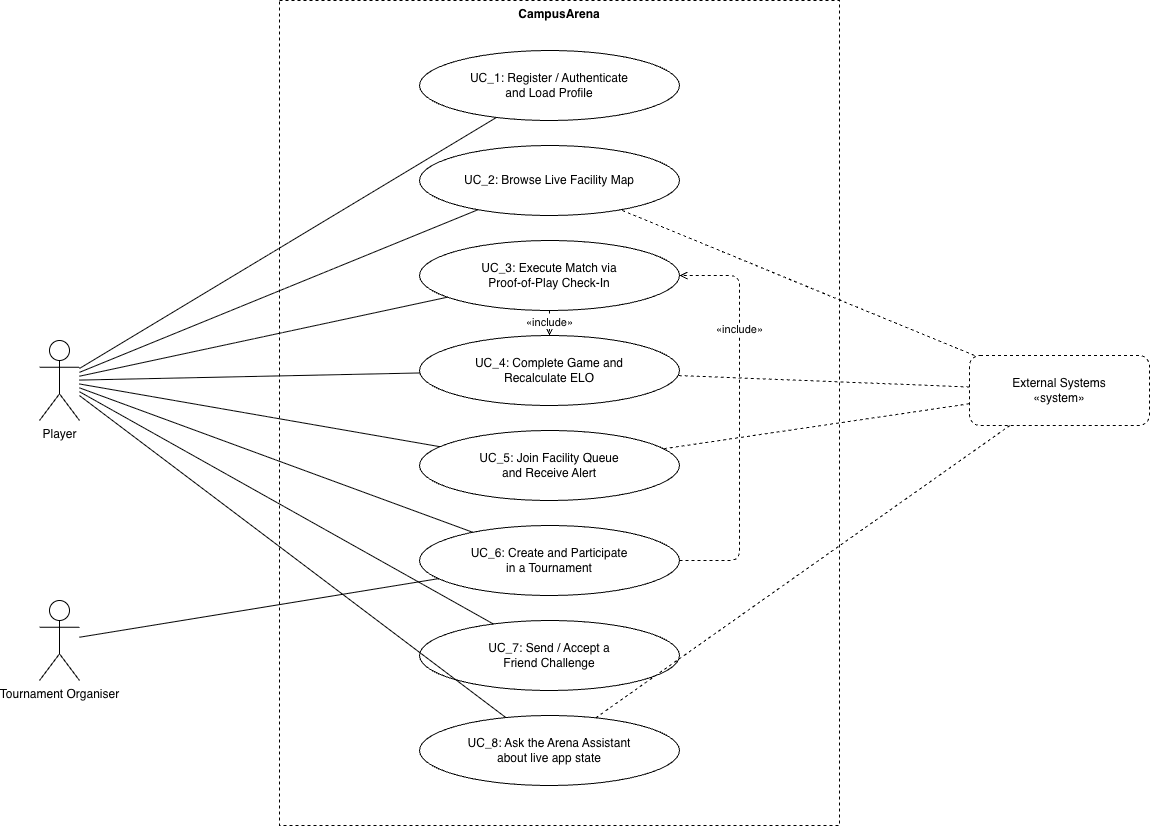 CampusArena
UC_1: Register / Authenticate
and Load Profile
UC_2: Browse Live Facility Map
UC_3: Execute Match via
Proof-of-Play Check-In
«include»
«include»
UC_4: Complete Game and
Recalculate ELO
External Systems
«system»
Player
UC_5: Join Facility Queue
and Receive Alert
UC_6: Create and Participate
in a Tournament
UC_7: Send / Accept a
Friend Challenge
Tournament Organiser
UC_8: Ask the Arena Assistant
about live app state